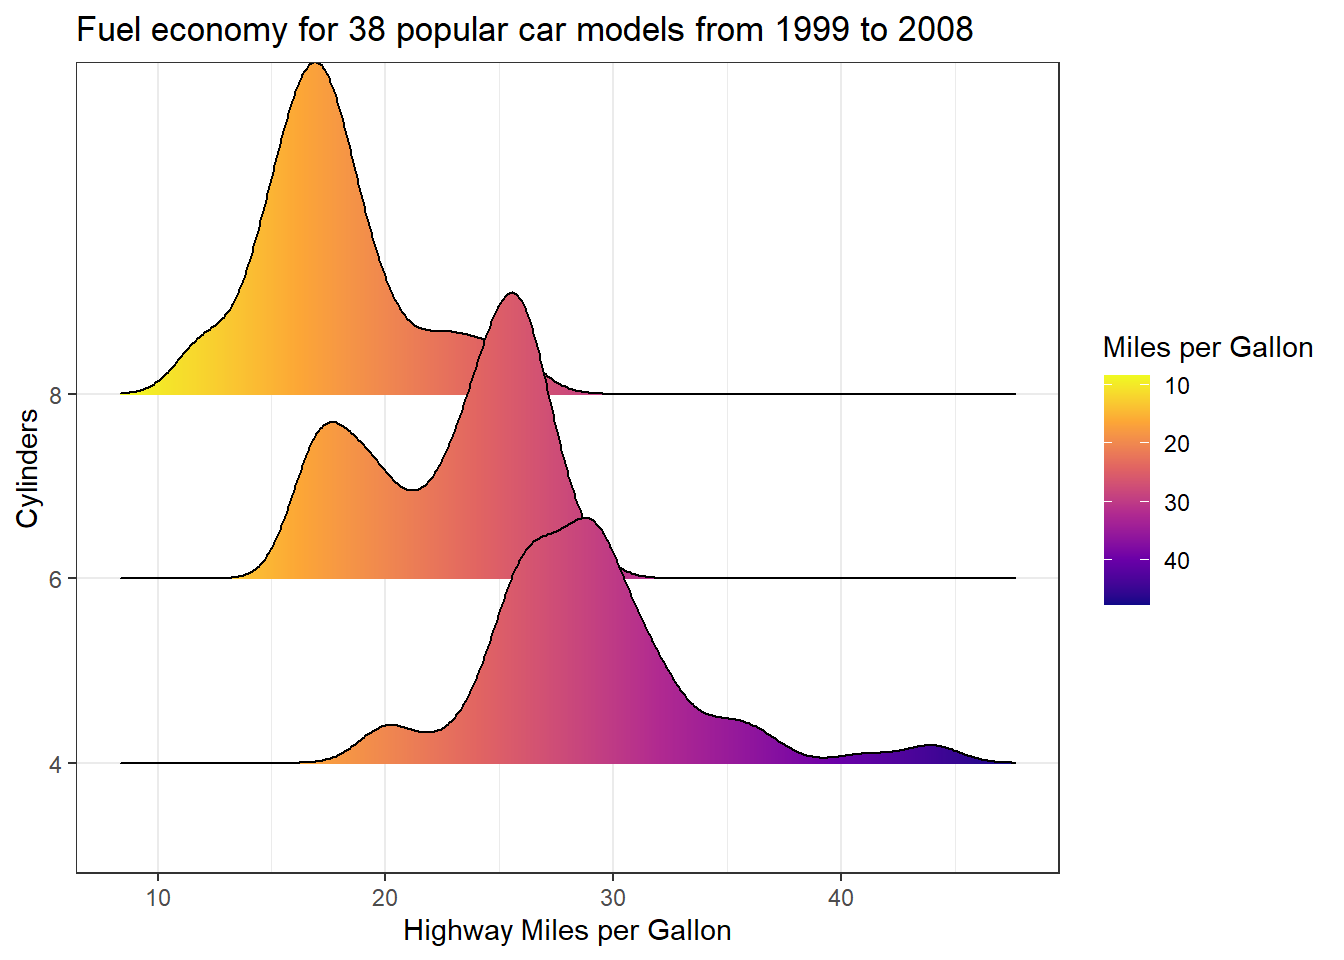 Fuel economy for 38 popular car models from 1999 to 2008
Cylinders
8
6
4
10 20 30 40
Highway Miles per Gallon
Miles per Gallon
10
20
30
40